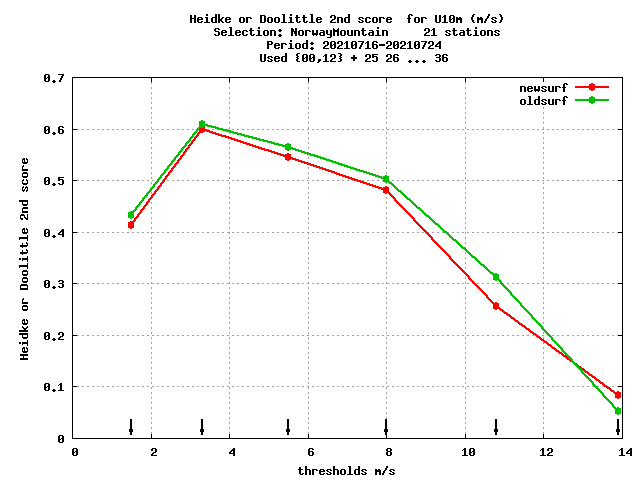 Heidke or Doolittle 2nd score  for U10m (m/s)
Selection: NorwayMountain     21 stations
Period: 20210716-20210724
Used {00,12} + 25 26 ... 36
newsurf
oldsurf
0.7
0.6
0.5
0.4
0.3
0.2
0.1
0
Heidke or Doolittle 2nd score
0 2 4 6 8 10 12 14
thresholds m/s